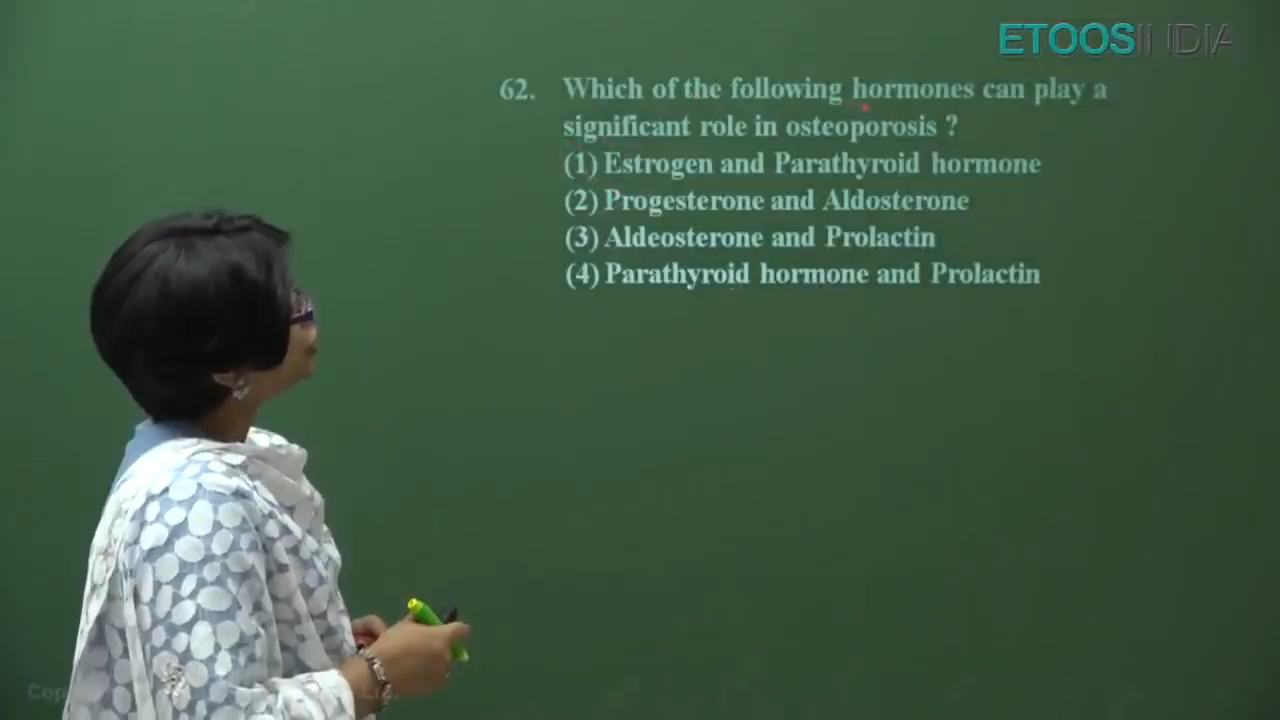 ETOOSINDIA
62. Which of the following hormones can play a
significant role in osteoporosis ?
(1) Estrogen and Parathyroid hormone
(2) Progesterone and Aldosterone
(3) Aldeosterone and Prolactin
(4) Parathyroid hormone and Prolactin